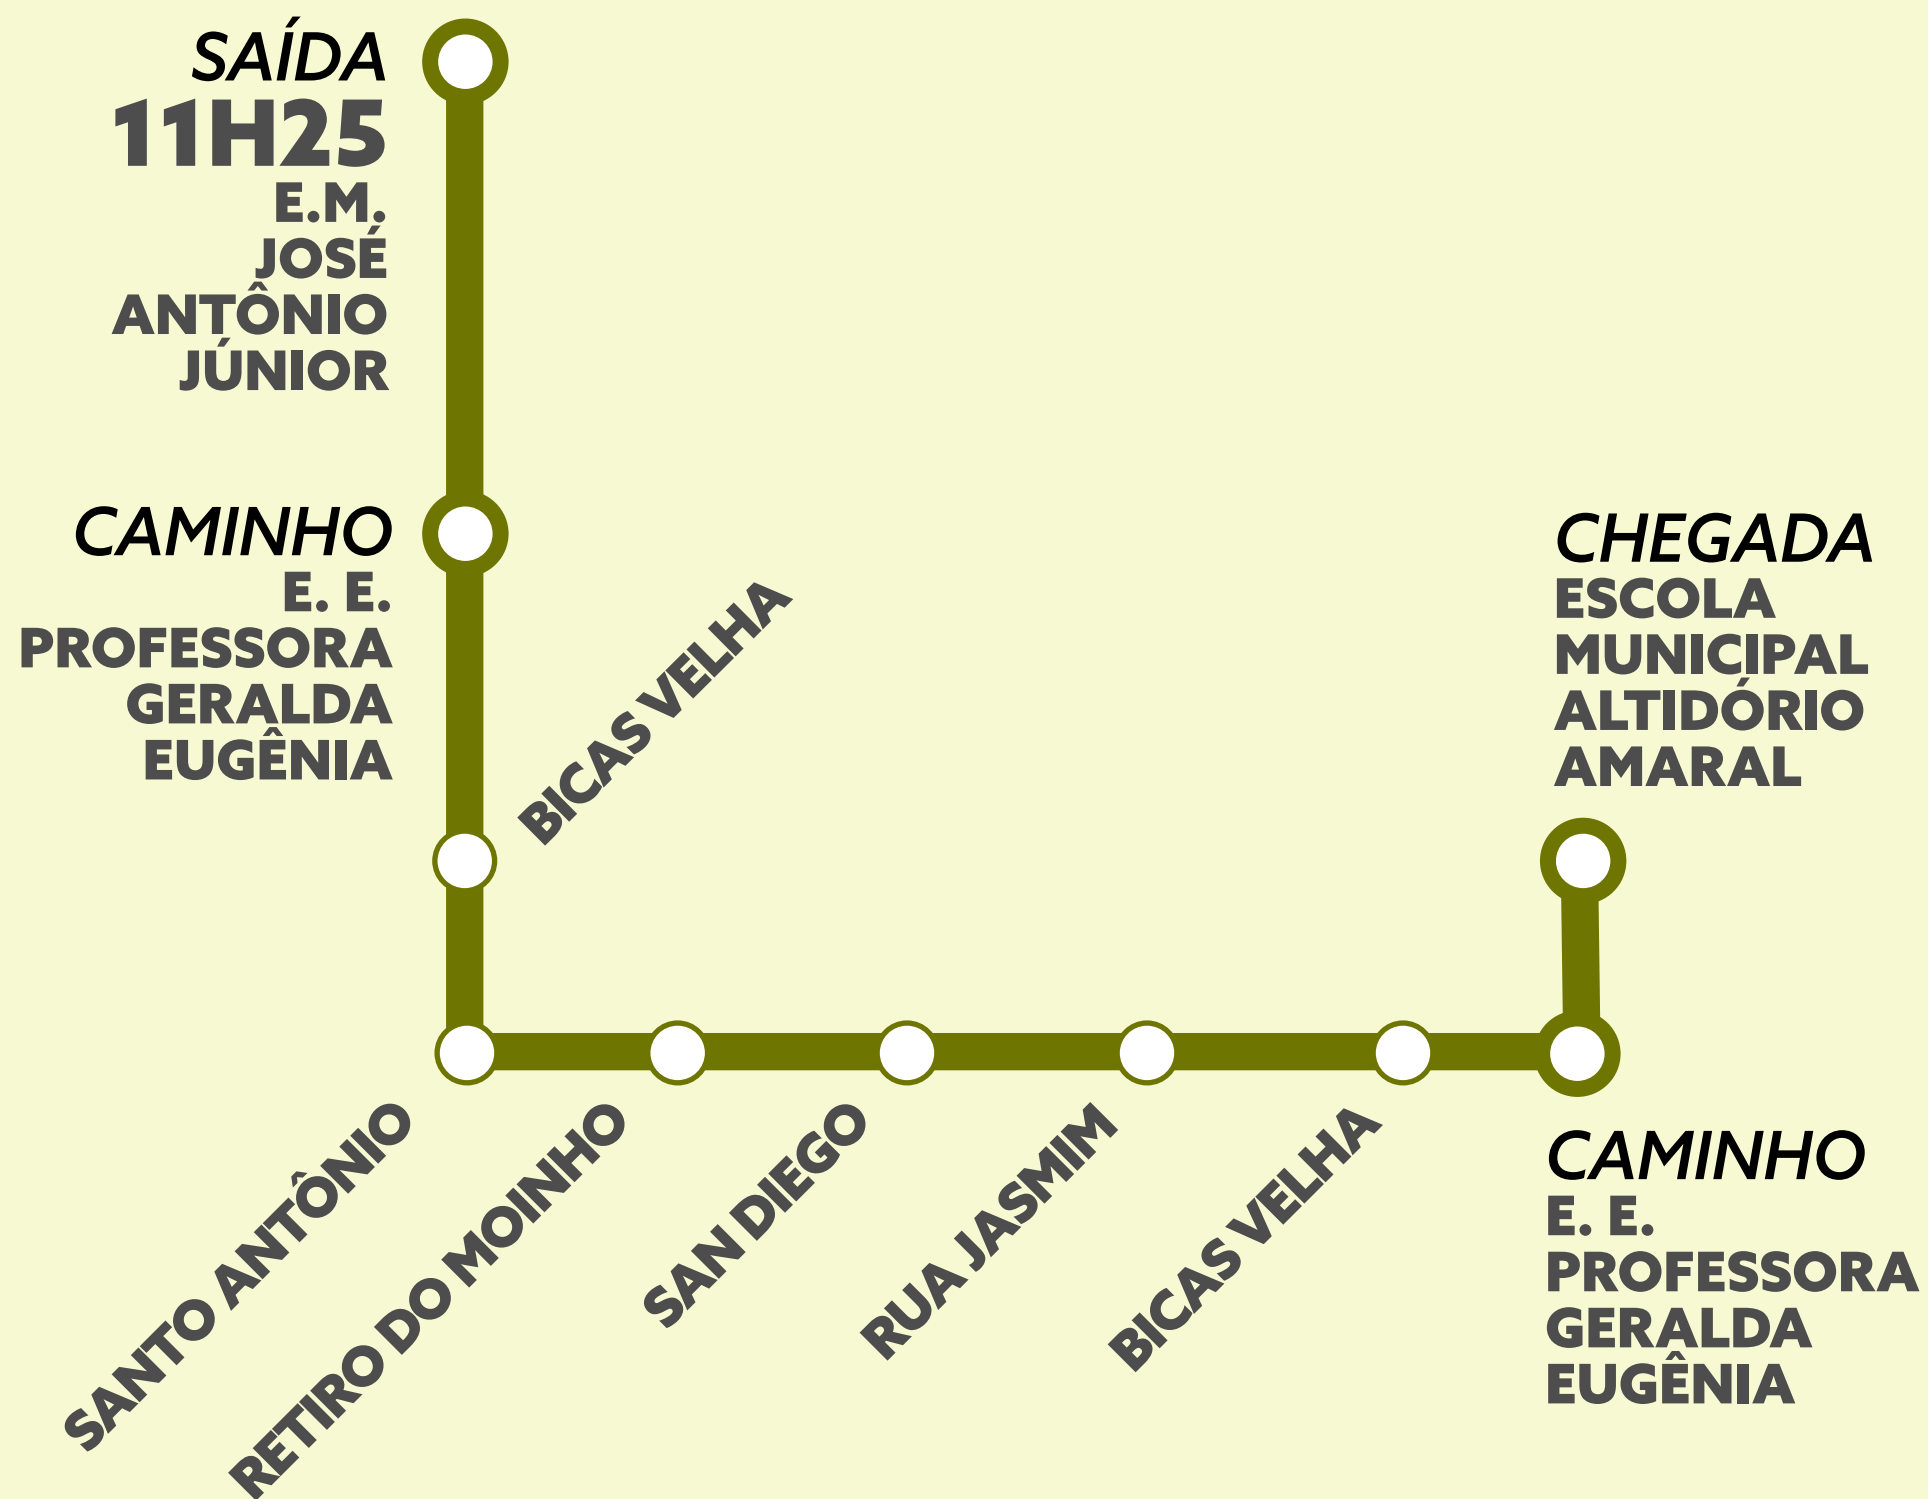 SAÍDA
11H25
E.M.
JOSÉ
ANTÔNIO
JÚNIOR
CAMINHO
E. E.
PROFESSORA
GERALDA
EUGÊNIA
BICAS VELHA
SANTO ANTÔNIO
RETIRO DO MOINHO
SAN DIEGO
RUA JASMIM
BICAS VELHA
CAMINHO
E. E.
PROFESSORA
GERALDA
EUGÊNIA
CHEGADA
ESCOLA
MUNICIPAL
ALTIDÓRIO
AMARAL